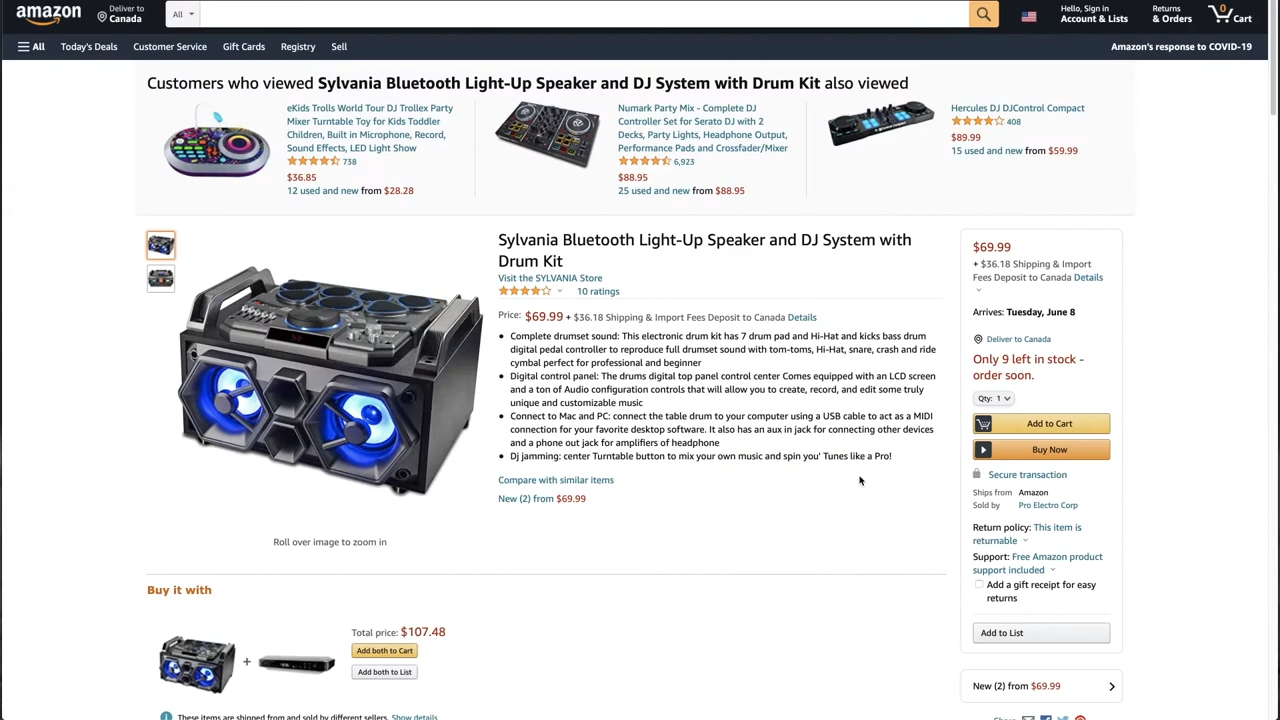 amazon
Deliver to
Canada
All
Hello, Sign in
Account & Lists
Returns
& Orders
0
Cart
All
Today's Deals
Customer Service
Gift Cards
Registry
Sell
Amazon's response to COVID-19
Customers who viewed Sylvania Bluetooth Light-Up Speaker and DJ System with Drum Kit also viewed
eKids Trolls World Tour DJ Trollex Party
Mixer Turntable Toy for Kids Toddler
Children, Built in Microphone, Record,
Sound Effects, LED Light Show
738
$36.85
12 used and new from $28.28
Numark Party Mix - Complete DJ
Controller Set for Serato DJ with 2
Decks, Party Lights, Headphone Output,
Performance Pads and Crossfader/Mixer
6,923
$88.95
25 used and new from $88.95
Hercules DJ DJControl Compact
408
$89.99
15 used and new from $59.99
Sylvania Bluetooth Light-Up Speaker and DJ System with
Drum Kit
Visit the SYLVANIA Store
10 ratings
Price: $69.99 + $36.18 Shipping & Import Fees Deposit to Canada Details
Complete drumset sound: This electronic drum kit has 7 drum pad and Hi-Hat and kicks bass drum
digital pedal controller to reproduce full drumset sound with tom-toms, Hi-Hat, snare, crash and ride
cymbal perfect for professional and beginner
Digital control panel: The drums digital top panel control center Comes equipped with an LCD screen
and a ton of Audio configuration controls that will allow you to create, record, and edit some truly
unique and customizable music
Connect to Mac and PC: connect the table drum to your computer using a USB cable to act as a MIDI
connection for your favorite desktop software. It also has an aux in jack for connecting other devices
and a phone out jack for amplifiers of headphone
Dj jamming: center Turntable button to mix your own music and spin you' Tunes like a Pro!
Compare with similar items
New (2) from $69.99
Roll over image to zoom in
$69.99
+ $36.18 Shipping & Import
Fees Deposit to Canada Details
Arrives: Tuesday, June 8
Deliver to Canada
Only 9 left in stock -
order soon.
Qty: 1
Add to Cart
Buy Now
Secure transaction
Ships from Amazon
Sold by Pro Electro Corp
Return policy: This item is
returnable
Support: Free Amazon product
support included
Add a gift receipt for easy
returns
Add to List
New (2) from $69.99
Share
Buy it with
+
Total price: $107.48
Add both to Cart
Add both to List
These items are shipped from and sold by different sellers. Show details